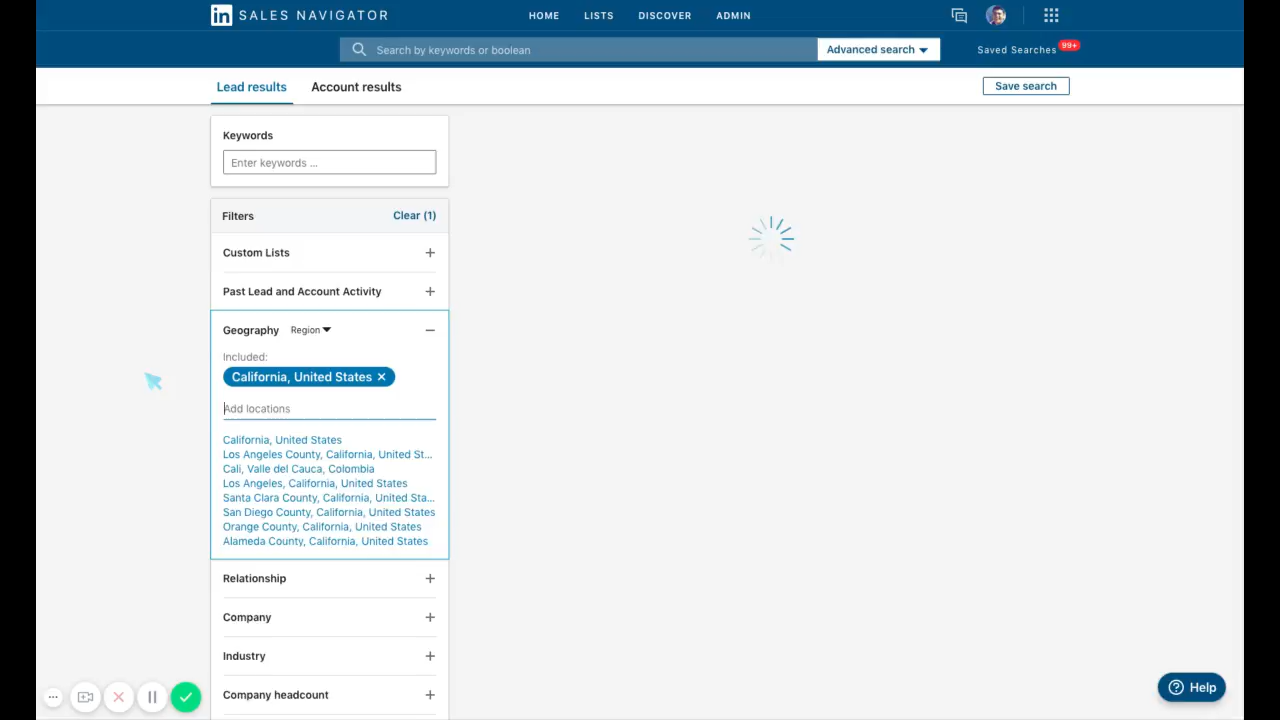 in SALES NAVIGATOR
HOME LISTS DISCOVER ADMIN
Search by keywords or boolean
Advanced search
Saved Searches 99+
Lead results Account results
Save search
Keywords
Enter keywords ...
Filters Clear (1)
Custom Lists
Past Lead and Account Activity
Geography Region
Included:
California, United States
Add locations
California, United States
Los Angeles County, California, United St...
Cali, Valle del Cauca, Colombia
Los Angeles, California, United States
Santa Clara County, California, United Sta...
San Diego County, California, United States
Orange County, California, United States
Alameda County, California, United States
Relationship
Company
Industry
Company headcount
Help